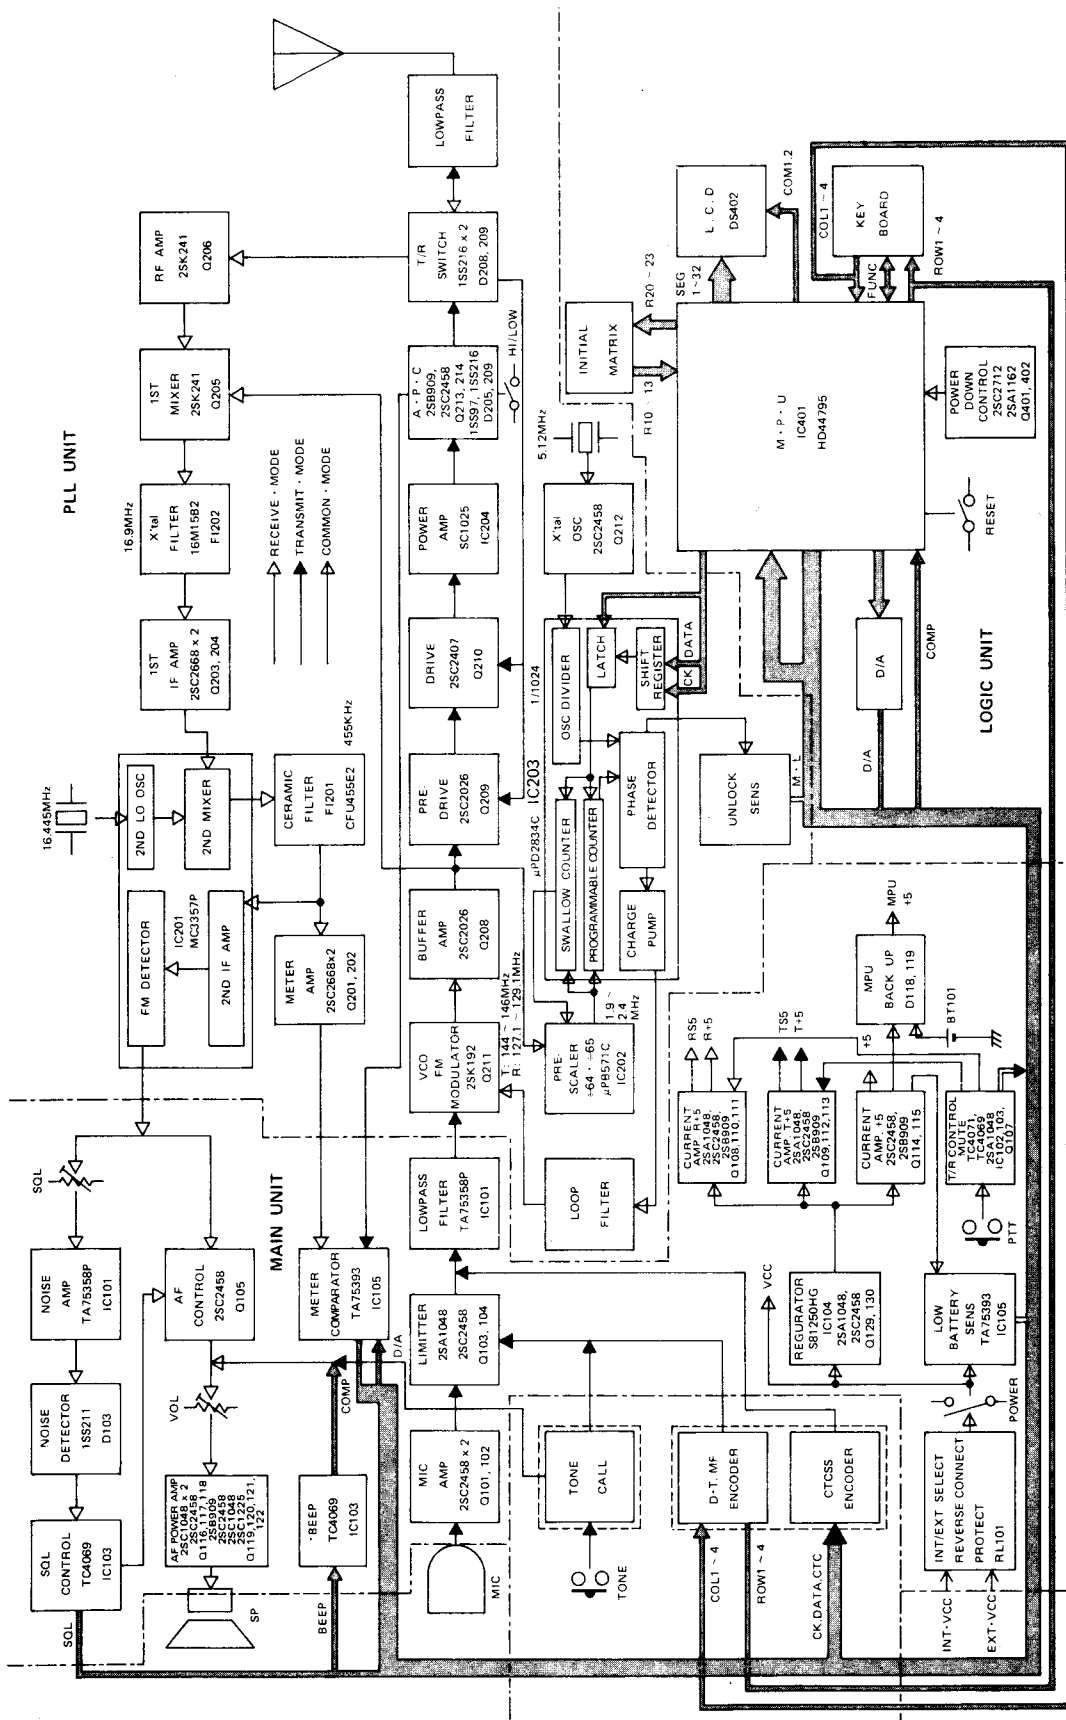 PLL UNIT
RF AMP
2SK241
Q206
1ST
MIXER
2SK241
Q205
16.9MHz
X'tal
FILTER
16M15B2
FI202
1ST
IF AMP
2SC2668 x 2
Q203, 204
RECEIVE · MODE
TRANSMIT · MODE
COMMON · MODE
16.445MHz
2ND LO OSC
2ND MIXER
FM DETECTOR
IC201
MC3357P
2ND IF AMP
455KHz
CERAMIC
FILTER
FI201
CFU455E2
METER
AMP
2SC2668x2
Q201, 202
LOWPASS
FILTER
T/R
SWITCH
1SS216 x 2
D208, 209
A · P · C
2SB909,
2SC2458
Q213, 214
1SS97, 1SS216
D205, 209
HI/LOW
POWER
AMP
SC1025
IC204
DRIVE
2SC2407
Q210
PRE-
DRIVE
2SC2026
Q209
BUFFER
AMP
2SC2026
Q208
VCO
FM
MODULATOR
2SK192
Q211
T: 144 ~ 146MHz
R: 127.1 ~ 129.1MHz
5.12MHz
X'tal
OSC
2SC2458
Q212
1/1024
μPD2834C IC203
OSC DIVIDER
LATCH
SHIFT
REGISTER
CK
DATA
SWALLOW COUNTER
PROGRAMMABLE COUNTER
PHASE
DETECTOR
CHARGE
PUMP
UNLOCK
SENS
M · L
PRE-
SCALER
÷64 · ÷65
μPB571C
IC202
1.9 ~
2.4 MHz
LOOP
FILTER
LOGIC UNIT
L. C. D
DS402
COM1.2
SEG
1~32
R20 ~ 23
INITIAL
MATRIX
R10 ~ 13
COL1 ~ 4
KEY
BOARD
FUNC
ROW1 ~ 4
M · P · U
IC401
HD44795
POWER
DOWN
CONTROL
2SC2712
2SA1162
Q401, 402
RESET
D/A
D/A
COMP
MAIN UNIT
SQL
NOISE
AMP
TA75358P
IC101
NOISE
DETECTOR
1SS211
D103
SQL
CONTROL
TC4069
IC103
SQL
AF
CONTROL
2SC2458
Q105
VOL
AF POWER AMP
2SC1048 x 2
2SC2458
Q116, 117, 118
2SB909
2SC2458
2SC1048
2SC1225
Q119, 120, 121,
122
SP
METER
COMPARATOR
TA75393
IC105
D/A
COMP
BEEP
TC4069
IC103
BEEP
LOWPASS
FILTER
TA75358P
IC101
LIMITTER
2SA1048
2SC2458
Q103, 104
MIC
AMP
2SC2458 x 2
Q101, 102
MIC
TONE
CALL
TONE
D·T. MF
ENCODER
CTCSS
ENCODER
COL1 ~ 4
ROW1 ~ 4
CK.DATA.CTC
RS5
R+5
CURRENT
AMP. R+5
2SA1048,
2SC2458,
2SB909
Q108,110,111
TS5
T+5
CURRENT
AMP T+5
2SA1048,
2SC2458
2SB909
Q109,112,113
+5
CURRENT
AMP. +5
2SC2458,
2SB909
Q114, 115
T/R CONTROL
MUTE
TC4071,
TC4069,
2SA1048
IC102,103,
Q107
PTT
MPU
BACK UP
D118, 119
MPU
+5
BT101
VCC
REGURATOR
S81250HG
IC104
2SA1048,
2SC2458
Q129, 130
LOW
BATTERY
SENS
TA75393
IC105
POWER
INT/EXT SELECT
REVERSE CONNECT
PROTECT
RL101
INT·VCC
EXT·VCC